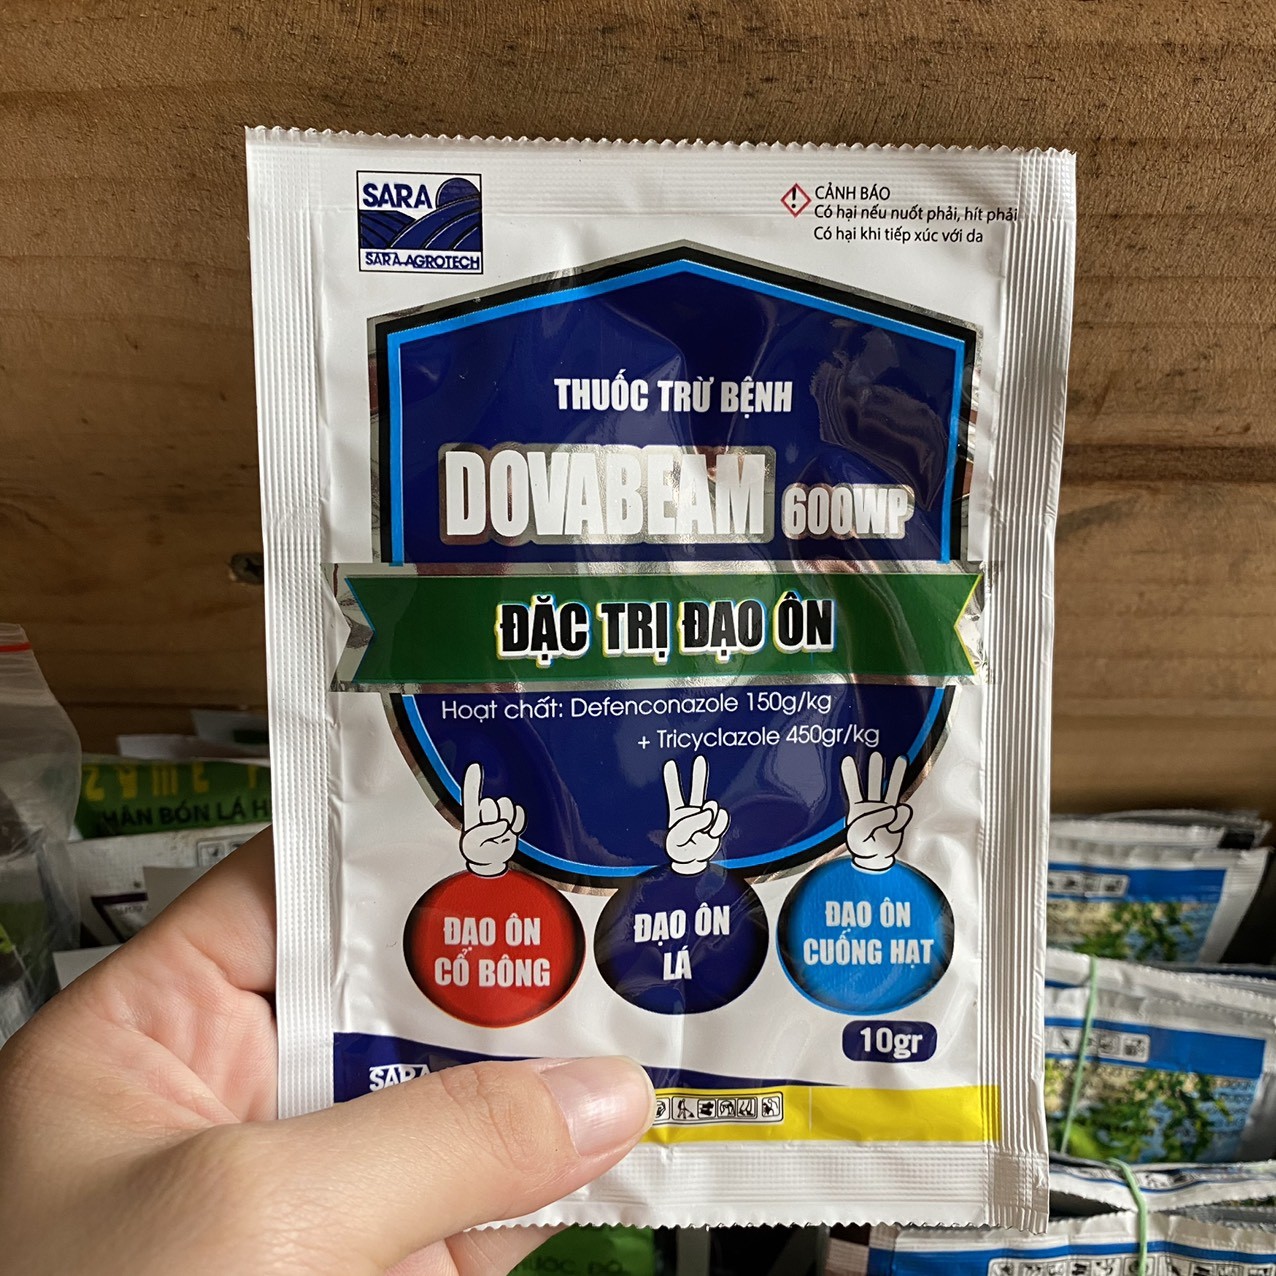 SARA
SARA AGROTECH
CẢNH BÁO
Có hại nếu nuốt phải, hít phải
Có hại khi tiếp xúc với da
THUỐC TRỪ BỆNH
DOVABEAM 600WP
ĐẶC TRỊ ĐẠO ÔN
Hoạt chất: Defenconazole 150g/kg
+ Tricyclazole 450gr/kg
ĐẠO ÔN
CỔ BÔNG
ĐẠO ÔN
LÁ
ĐẠO ÔN
CUỐNG HẠT
10gr
SARA
BÓN LÁ